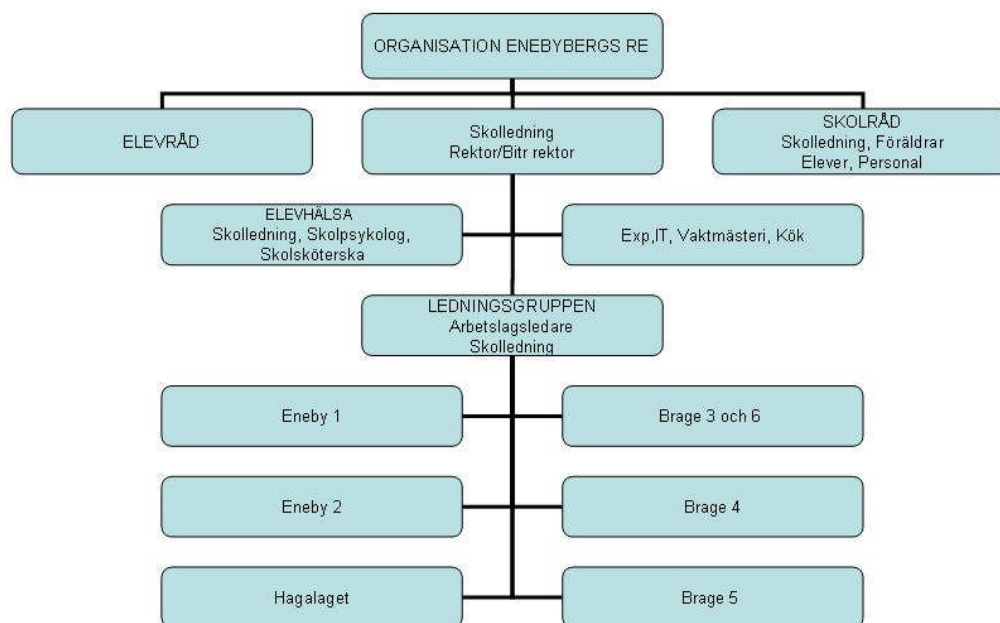 ORGANISATION ENEBYBERGS RE
ELEVRÅD
Skolledning
Rektor/Bitr rektor
SKOLRÅD
Skolledning, Föräldrar
Elever, Personal
ELEVHÄLSA
Skolledning, Skolpsykolog,
Skolsköterska
Exp,IT, Vaktmästeri, Kök
LEDNINGSGRUPPEN
Arbetslagsledare
Skolledning
Eneby 1
Brage 3 och 6
Eneby 2
Brage 4
Hagalaget
Brage 5